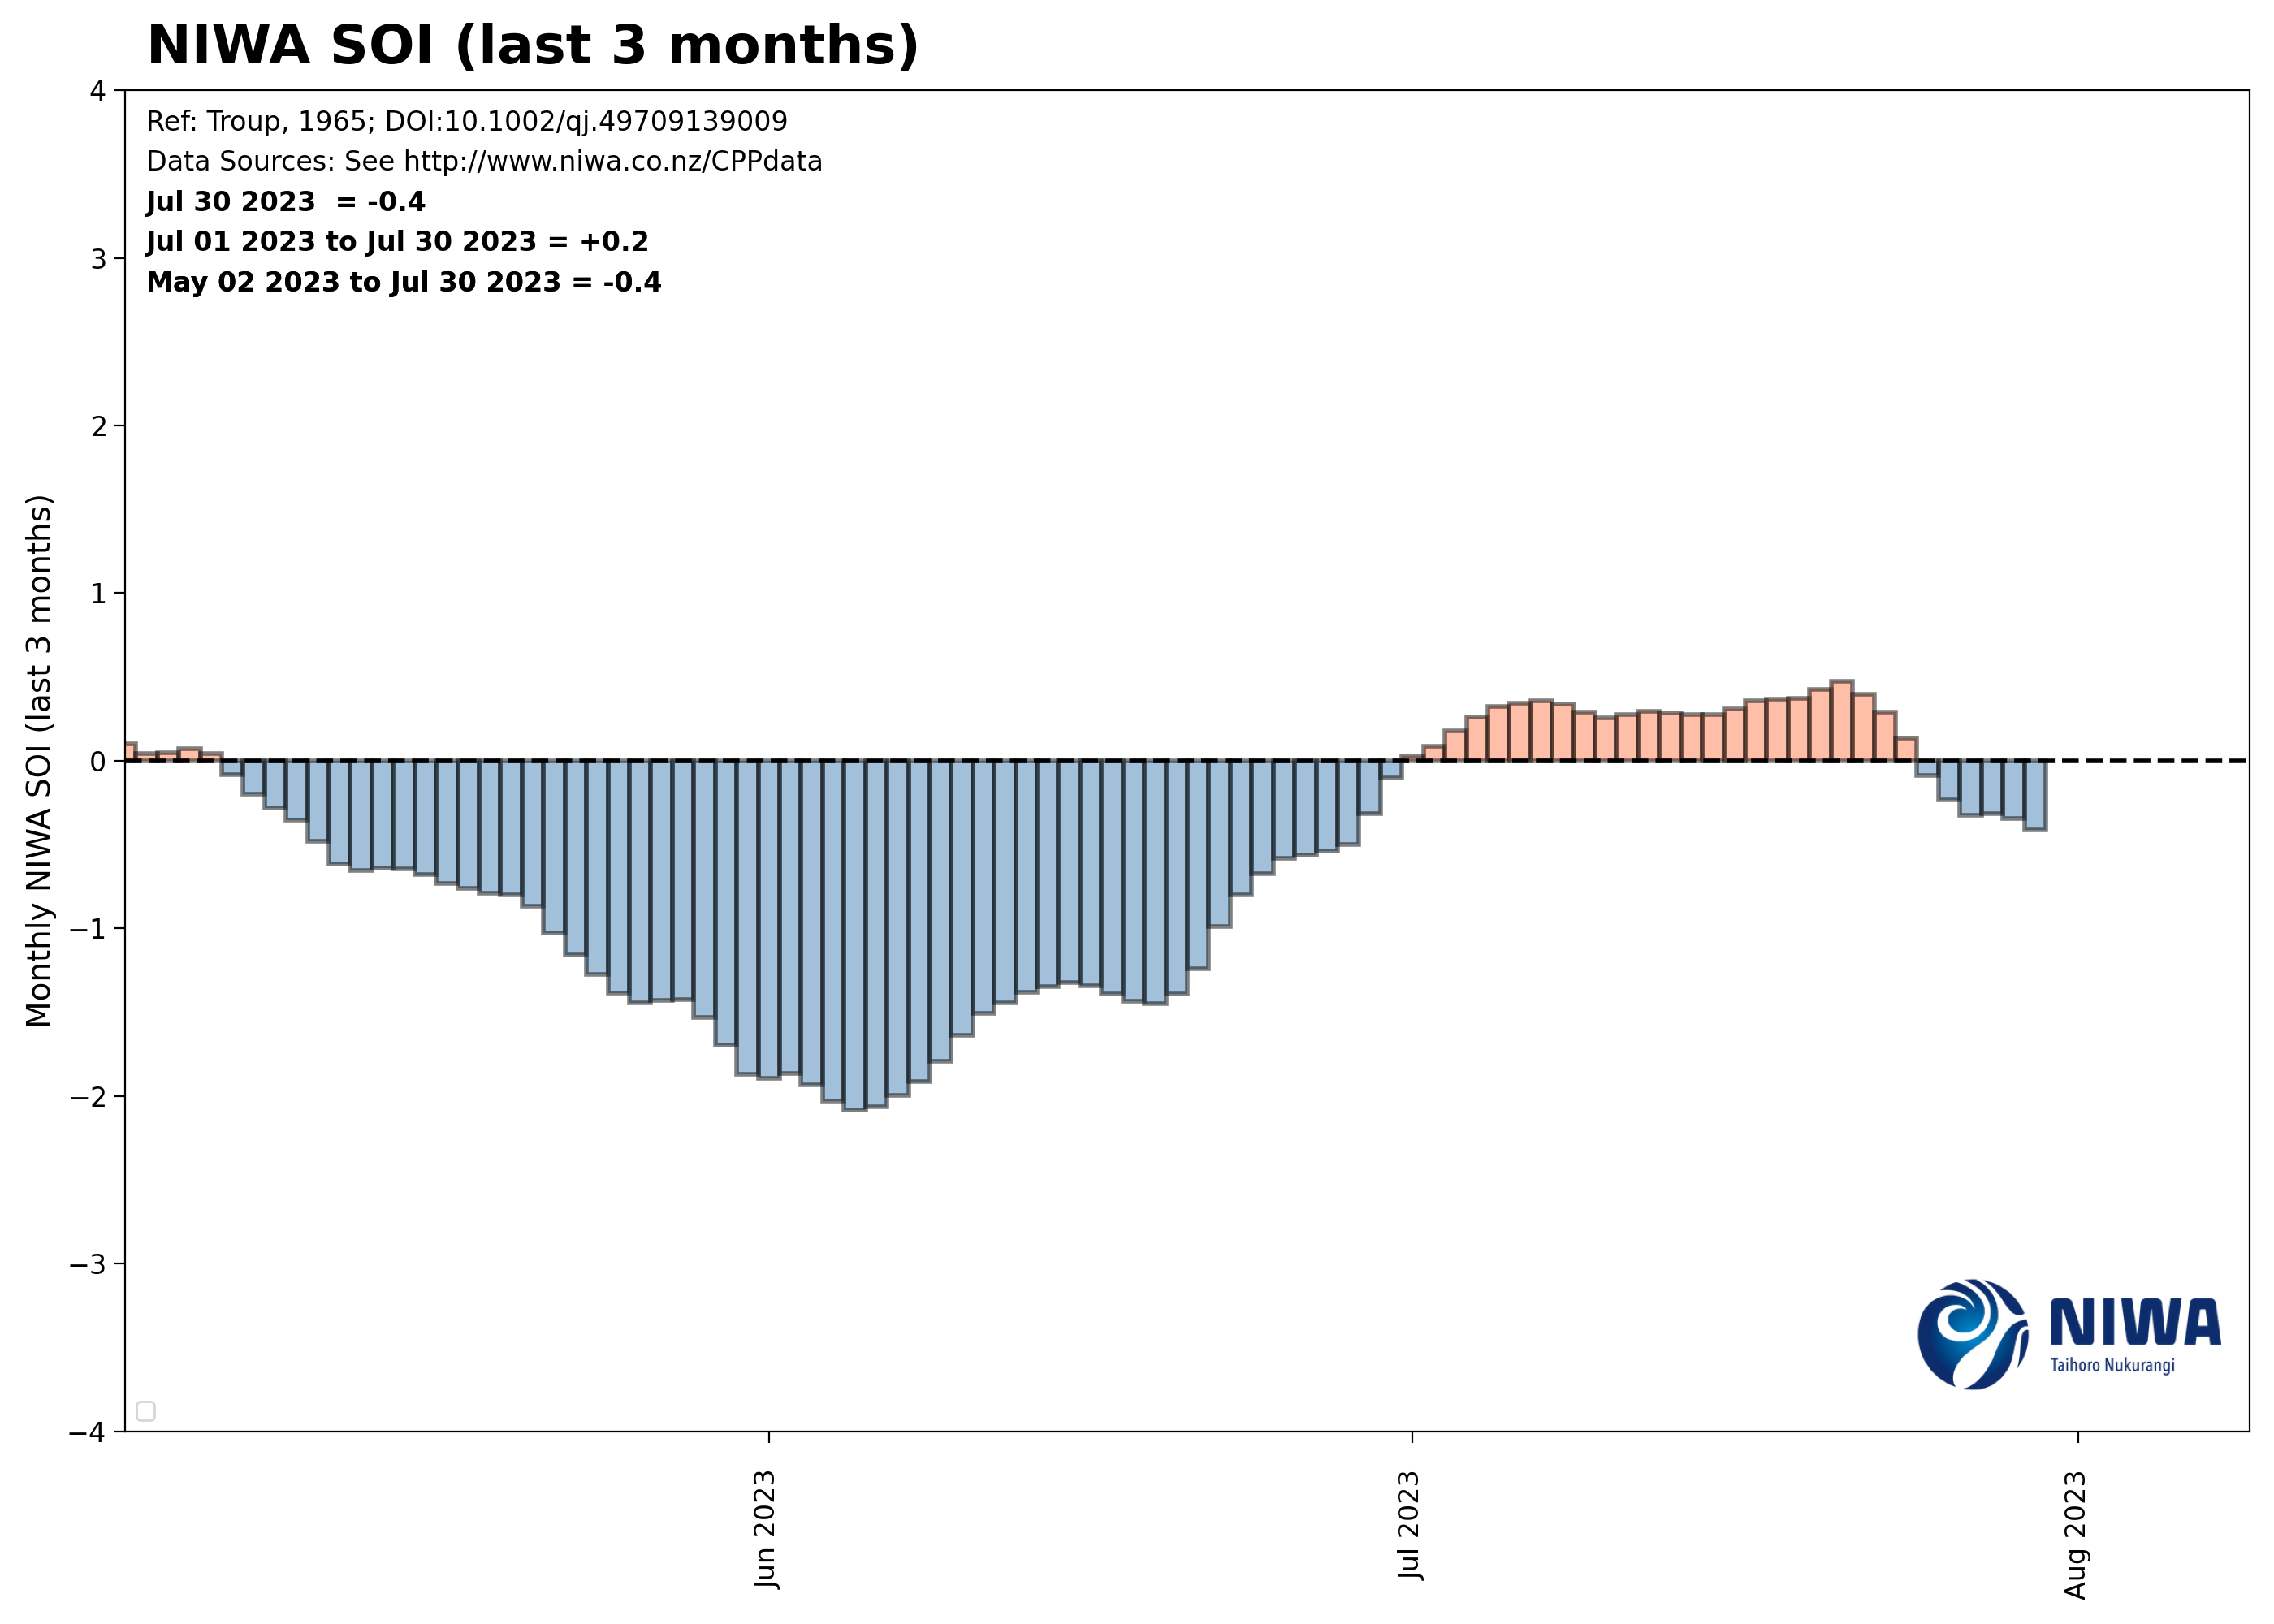 NIWA SOI (last 3 months)
Ref: Troup, 1965; DOI:10.1002/qj.49709139009
Data Sources: See http://www.niwa.co.nz/CPPdata
Jul 30 2023  = -0.4
Jul 01 2023 to Jul 30 2023 = +0.2
May 02 2023 to Jul 30 2023 = -0.4
Monthly NIWA SOI (last 3 months)
4
3
2
1
0
−1
−2
−3
−4
NIWA
Taihoro Nukurangi
Jun 2023
Jul 2023
Aug 2023